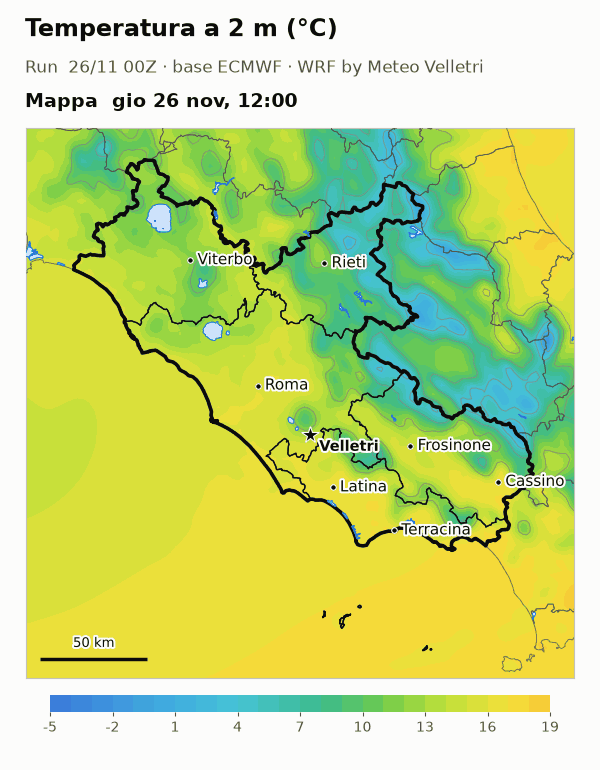 Temperatura a 2 m (°C)
Run 26/11 00Z · base ECMWF · WRF by Meteo Velletri
Mappa gio 26 nov, 12:00
Viterbo
Rieti
Roma
Velletri
Frosinone
Latina
Cassino
Terracina
50 km
-5 -2 1 4 7 10 13 16 19